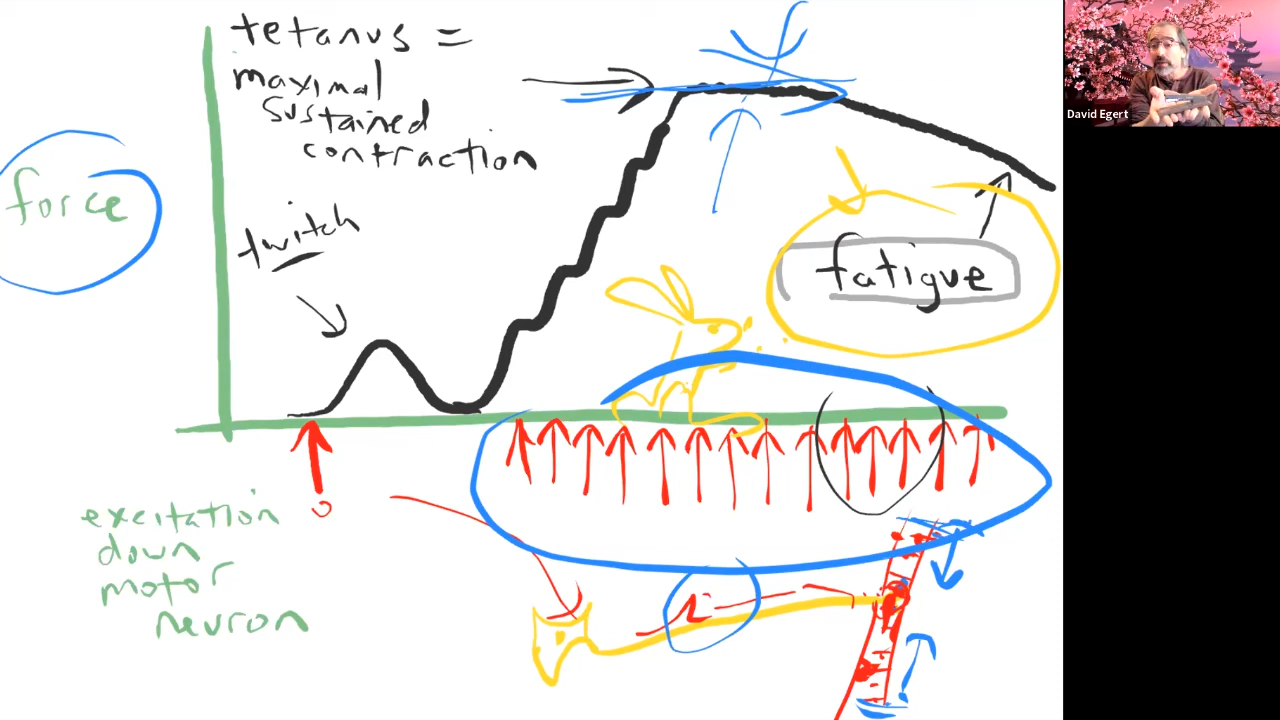 tetanus =
maximal
sustained
contraction
force
twitch
fatigue
excitation
down
motor
neuron
David Egert